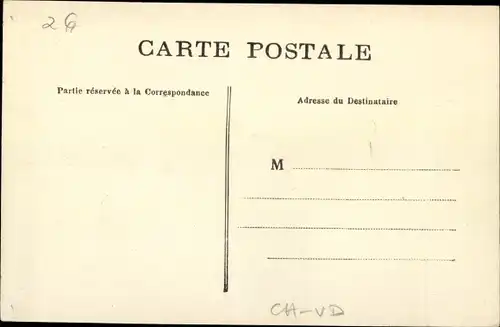 26
CARTE POSTALE
Partie réservée à la Correspondance
Adresse du Destinataire
M
CH-VD